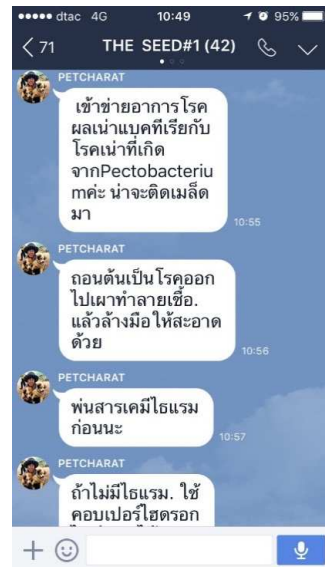 dtac 4G 10:49 95%
71 THE SEED#1 (42)
PETCHARAT
เข้าข่ายอาการโรค
ผลเน่าแบคทีเรียกับ
โรคเน่าที่เกิด
จากPectobacteriu
mค่ะ น่าจะติดเมล็ด
มา
10:55
PETCHARAT
ถอนต้นเป็นโรคออก
ไปเผาทำลายเชื้อ.
แล้วล้างมือให้สะอาด
ด้วย
10:56
PETCHARAT
พ่นสารเคมีไธแรม
ก่อนนะ
10:57
PETCHARAT
ถ้าไม่มีไธแรม. ใช้
คอบเปอร์ไฮดรอก